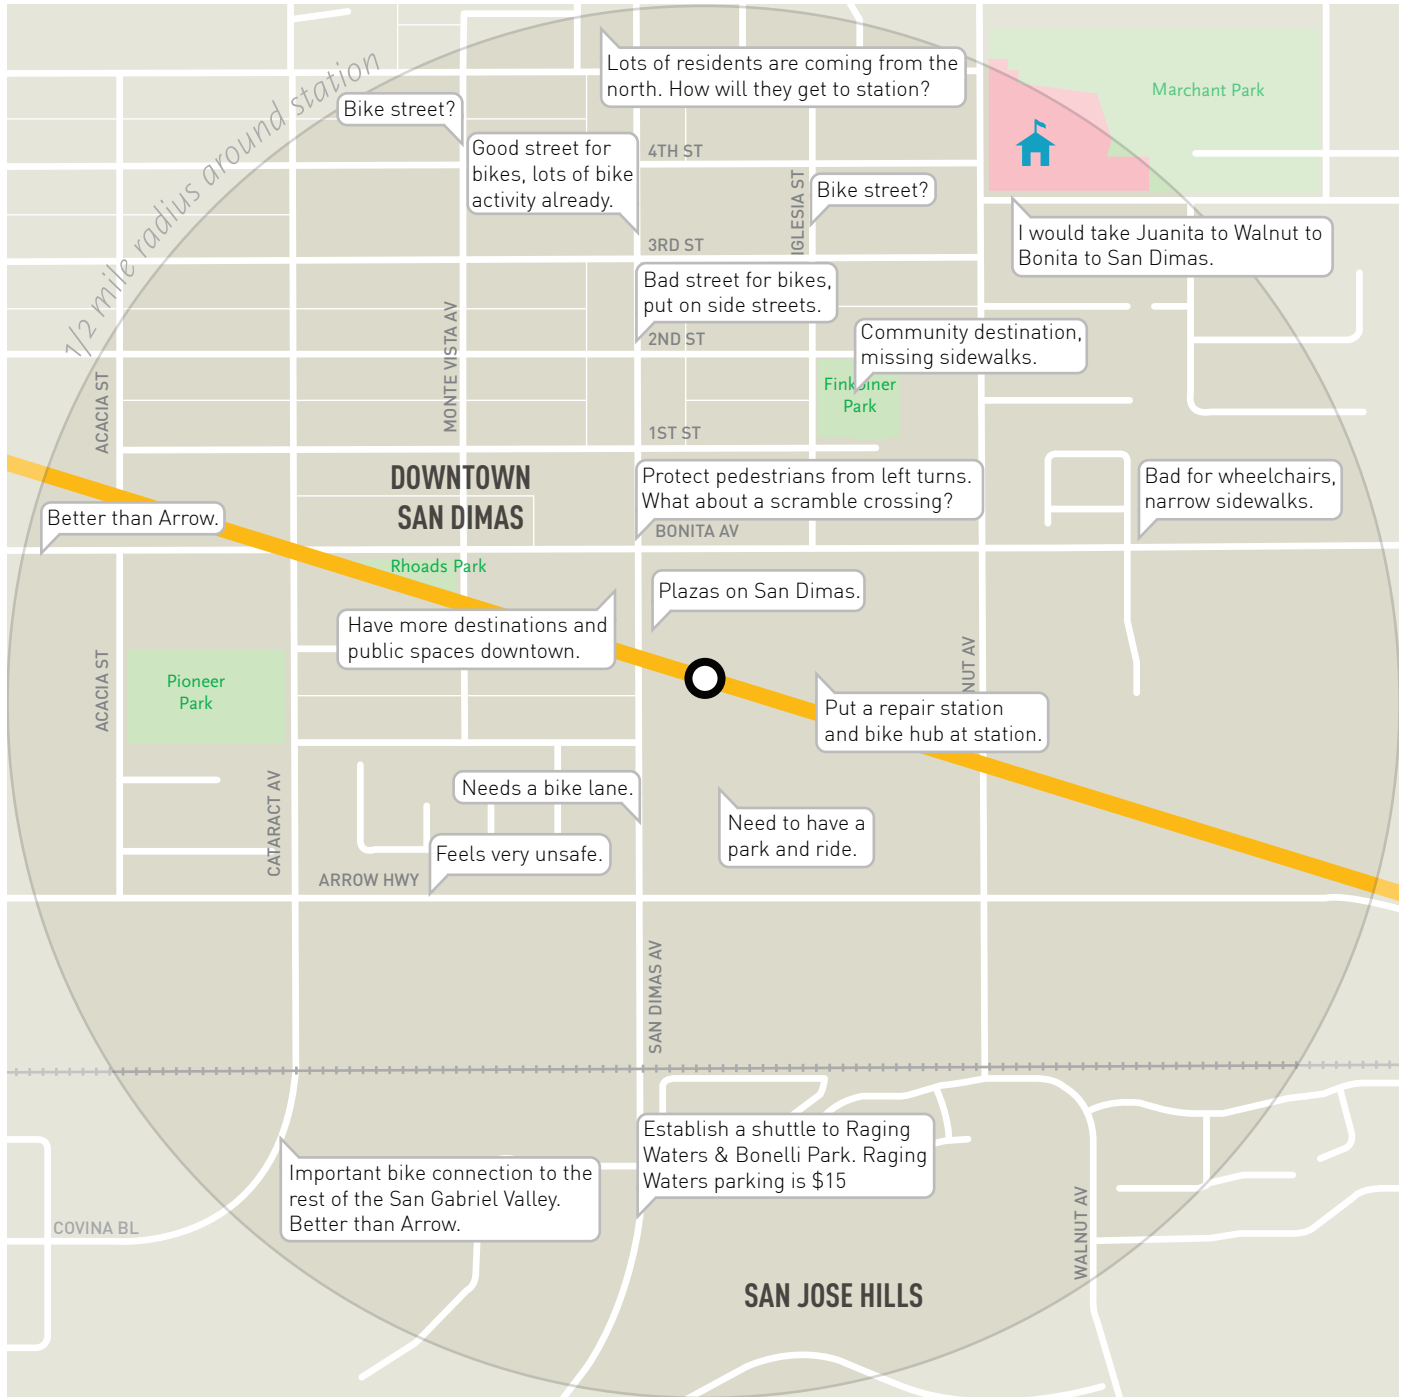 1/2 mile radius around station
Lots of residents are coming from the
north. How will they get to station?
Marchant Park
Bike street?
Good street for
bikes, lots of bike
activity already.
4TH ST
IGLESIA ST
Bike street?
I would take Juanita to Walnut to
Bonita to San Dimas.
3RD ST
Bad street for bikes,
put on side streets.
2ND ST
Community destination,
missing sidewalks.
MONTE VISTA AV
ACACIA ST
Finkbiner
Park
1ST ST
DOWNTOWN
SAN DIMAS
Protect pedestrians from left turns.
What about a scramble crossing?
Bad for wheelchairs,
narrow sidewalks.
Better than Arrow.
BONITA AV
Rhoads Park
Plazas on San Dimas.
Have more destinations and
public spaces downtown.
ACACIA ST
Pioneer
Park
NUT AV
Put a repair station
and bike hub at station.
CATARACT AV
Needs a bike lane.
Need to have a
park and ride.
Feels very unsafe.
ARROW HWY
SAN DIMAS AV
Establish a shuttle to Raging
Waters & Bonelli Park. Raging
Waters parking is $15
Important bike connection to the
rest of the San Gabriel Valley.
Better than Arrow.
COVINA BL
WALNUT AV
SAN JOSE HILLS